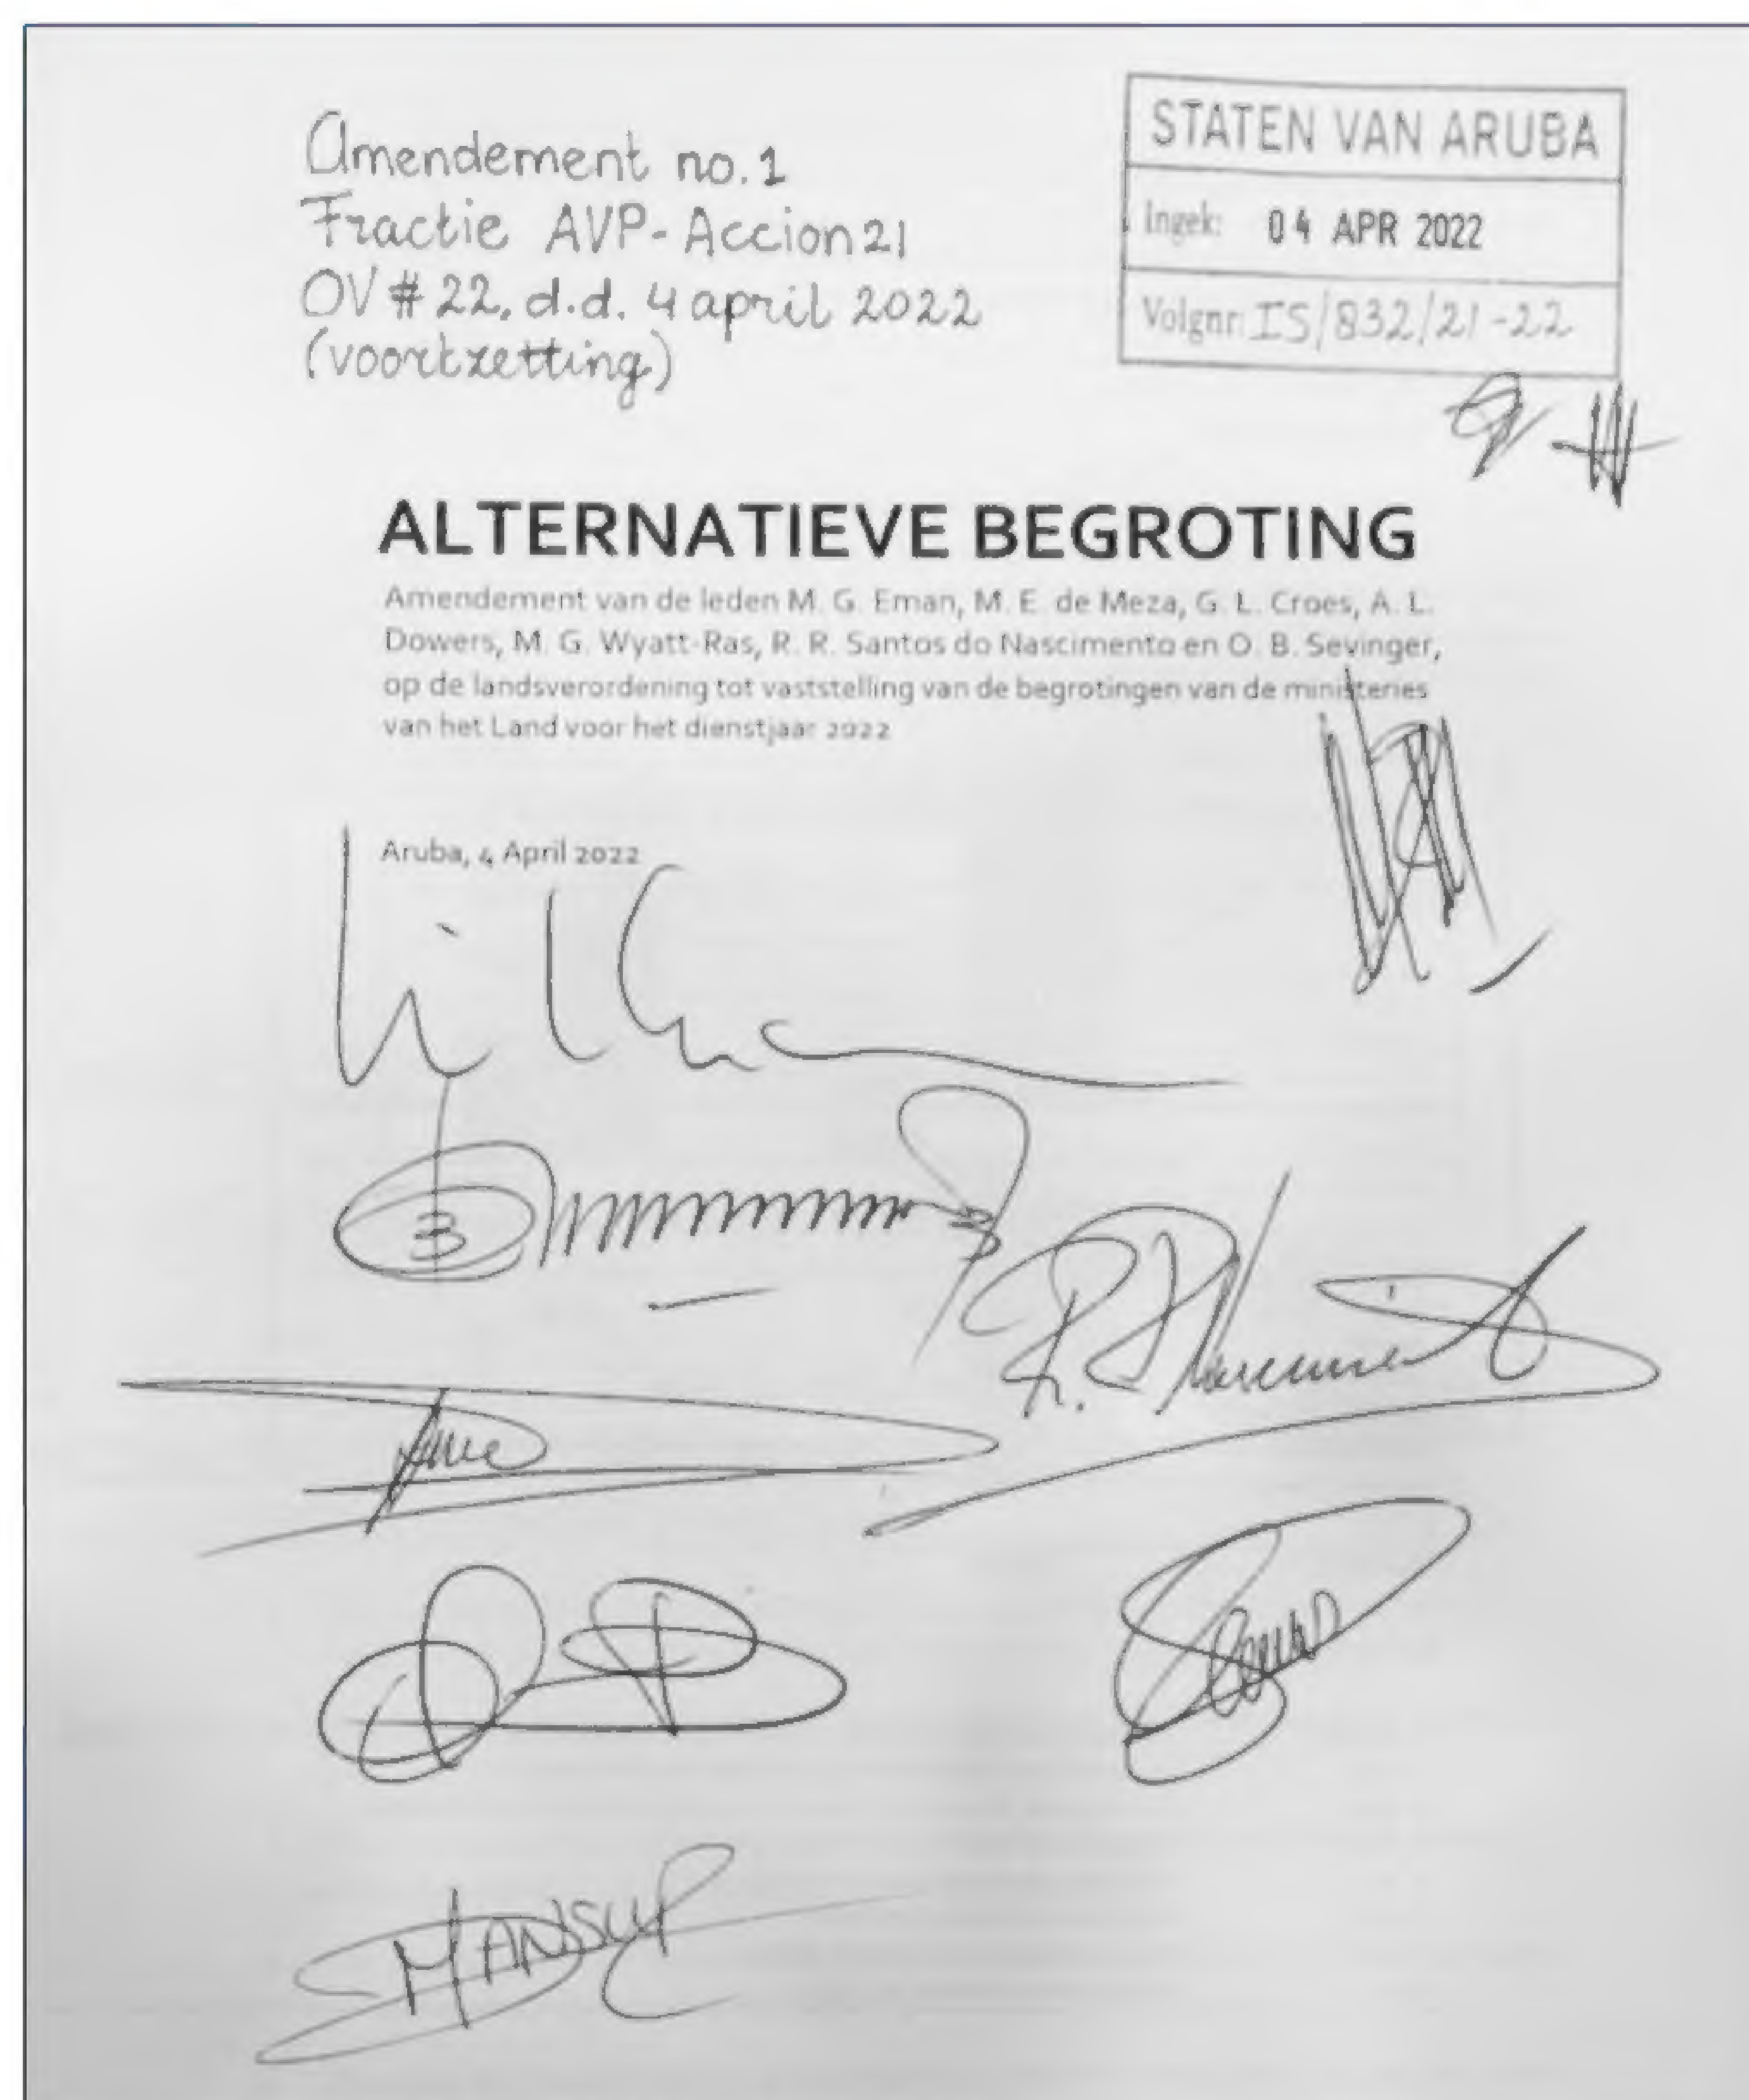 Amendement no. 1
Fractie AVP-Accion21
OV # 22, d.d. 4 april 2022
(voortzetting)
STATEN VAN ARUBA
Ingek: 04 APR 2022
Volgnr: IS/832/21-22
ALTERNATIEVE BEGROTING
Amendement van de leden M. G. Eman, M. E. de Meza, G. L. Croes, A. L.
Dowers, M. G. Wyatt-Ras, R. R. Santos do Nascimento en O. B. Sevinger,
op de landsverordening tot vaststelling van de begrotingen van de ministeries
van het Land voor het dienstjaar 2022
Aruba, 4 April 2022